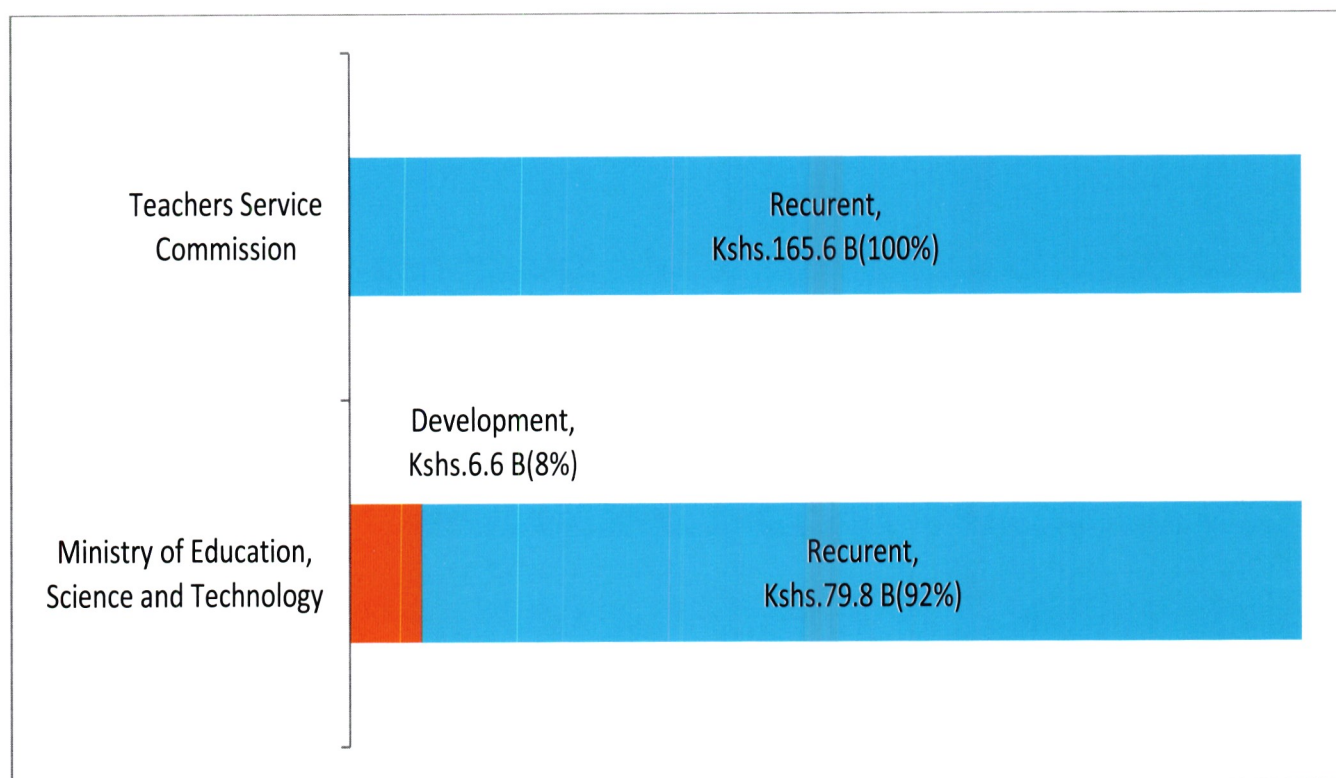 Teachers Service
Commission
Recurent,
Kshs.165.6 B(100%)
Development,
Kshs.6.6 B(8%)
Ministry of Education,
Science and Technology
Recurent,
Kshs.79.8 B(92%)